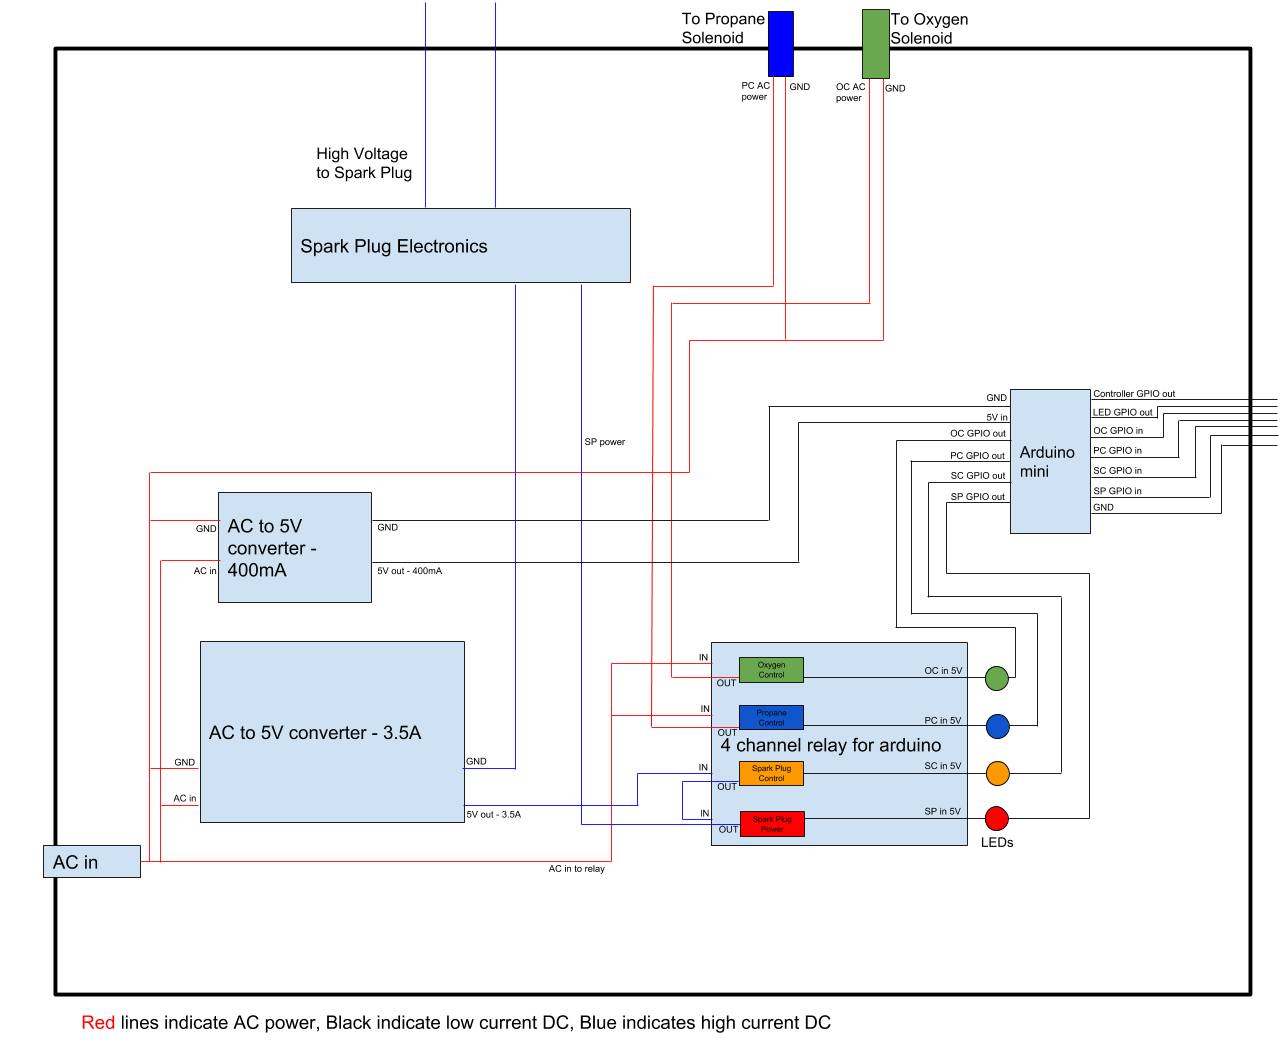 To Propane
Solenoid
To Oxygen
Solenoid
PC AC
power
GND
OC AC
power
GND
High Voltage
to Spark Plug
Spark Plug Electronics
SP power
GND
5V in
OC GPIO out
PC GPIO out
SC GPIO out
SP GPIO out
Arduino
mini
Controller GPIO out
LED GPIO out
OC GPIO in
PC GPIO in
SC GPIO in
SP GPIO in
GND
GND
AC in
AC to 5V
converter -
400mA
GND
5V out - 400mA
GND
AC in
AC to 5V converter - 3.5A
GND
5V out - 3.5A
IN
OUT
Oxygen
Control
OC in 5V
IN
OUT
Propane
Control
PC in 5V
4 channel relay for arduino
IN
OUT
Spark Plug
Control
SC in 5V
IN
OUT
Spark Plug
Power
SP in 5V
LEDs
AC in
AC in to relay
Red lines indicate AC power, Black indicate low current DC, Blue indicates high current DC